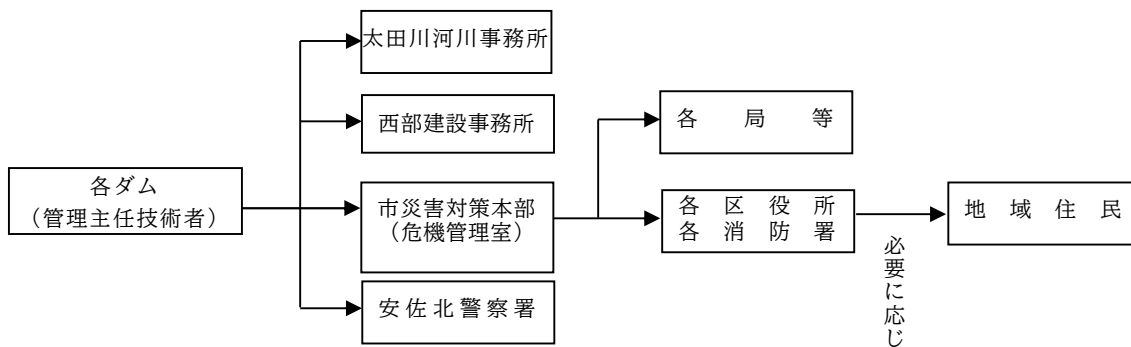 太田川河川事務所
西部建設事務所
各ダム
（管理主任技術者）
市災害対策本部
（危機管理室）
安佐北警察署
各局等
各区役所
各消防署
必要に応じ
地域住民